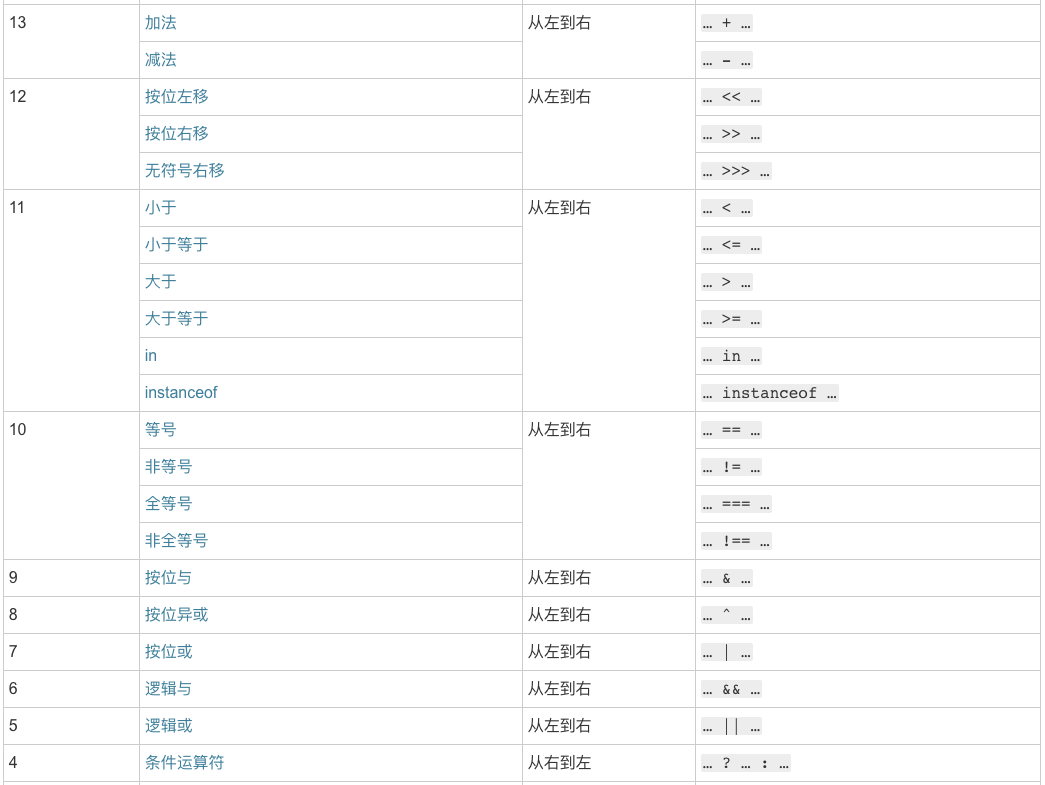 13 加法 从左到右 … + …
减法 … - …
12 按位左移 从左到右 … << …
按位右移 … >> …
无符号右移 … >>> …
11 小于 从左到右 … < …
小于等于 … <= …
大于 … > …
大于等于 … >= …
in … in …
instanceof … instanceof …
10 等号 从左到右 … == …
非等号 … != …
全等号 … === …
非全等号 … !== …
9 按位与 从左到右 … & …
8 按位异或 从左到右 … ^ …
7 按位或 从左到右 … | …
6 逻辑与 从左到右 … && …
5 逻辑或 从左到右 … || …
4 条件运算符 从右到左 … ? … : …